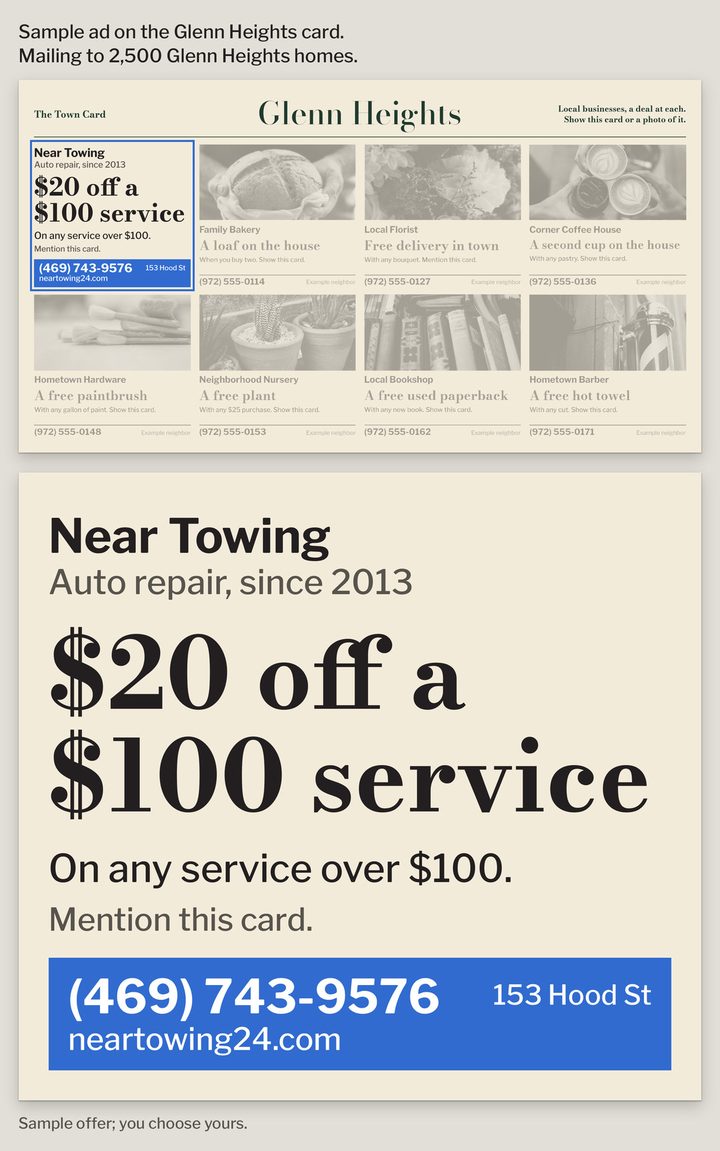 Sample ad on the Glenn Heights card.
Mailing to 2,500 Glenn Heights homes.
The Town Card
Glenn Heights
Local businesses, a deal at each.
Show this card or a photo of it.
Near Towing
Auto repair, since 2013
$20 off a
$100 service
On any service over $100.
Mention this card.
(469) 743-9576 153 Hood St
neartowing24.com
Family Bakery
A loaf on the house
When you buy two. Show this card.
(972) 555-0114 Example neighbor
Local Florist
Free delivery in town
With any bouquet. Mention this card.
(972) 555-0127 Example neighbor
Corner Coffee House
A second cup on the house
With any pastry. Show this card.
(972) 555-0136 Example neighbor
Hometown Hardware
A free paintbrush
With any gallon of paint. Show this card.
(972) 555-0148 Example neighbor
Neighborhood Nursery
A free plant
With any $25 purchase. Show this card.
(972) 555-0153 Example neighbor
Local Bookshop
A free used paperback
With any new book. Show this card.
(972) 555-0162 Example neighbor
Hometown Barber
A free hot towel
With any cut. Show this card.
(972) 555-0171 Example neighbor
Near Towing
Auto repair, since 2013
$20 off a
$100 service
On any service over $100.
Mention this card.
(469) 743-9576 153 Hood St
neartowing24.com
Sample offer; you choose yours.